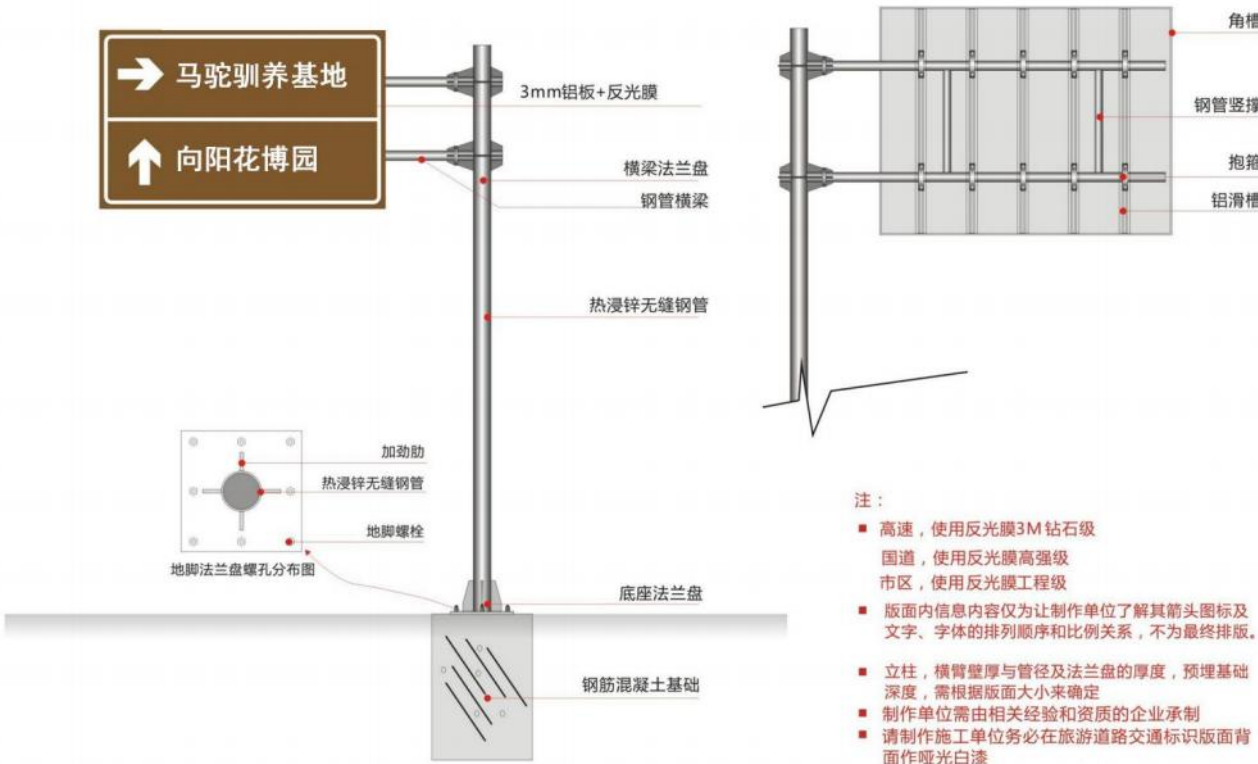 马驼驯养基地
向阳花博园
3mm铝板+反光膜
横梁法兰盘
钢管横梁
热浸锌无缝钢管
加劲肋
热浸锌无缝钢管
地脚螺栓
地脚法兰盘螺孔分布图
底座法兰盘
钢筋混凝土基础
角槽
钢管竖撑
抱箍
铝滑槽
注：
■ 高速，使用反光膜3M钻石级
国道，使用反光膜高强级
市区，使用反光膜工程级
■ 版面内信息内容仅为让制作单位了解其箭头图标及
文字、字体的排列顺序和比例关系，不为最终排版。
■ 立柱，横臂壁厚与管径及法兰盘的厚度，预埋基础
深度，需根据版面大小来确定
■ 制作单位需由相关经验和资质的企业承制
■ 请制作施工单位务必在旅游道路交通标识版面背
面作哑光白漆